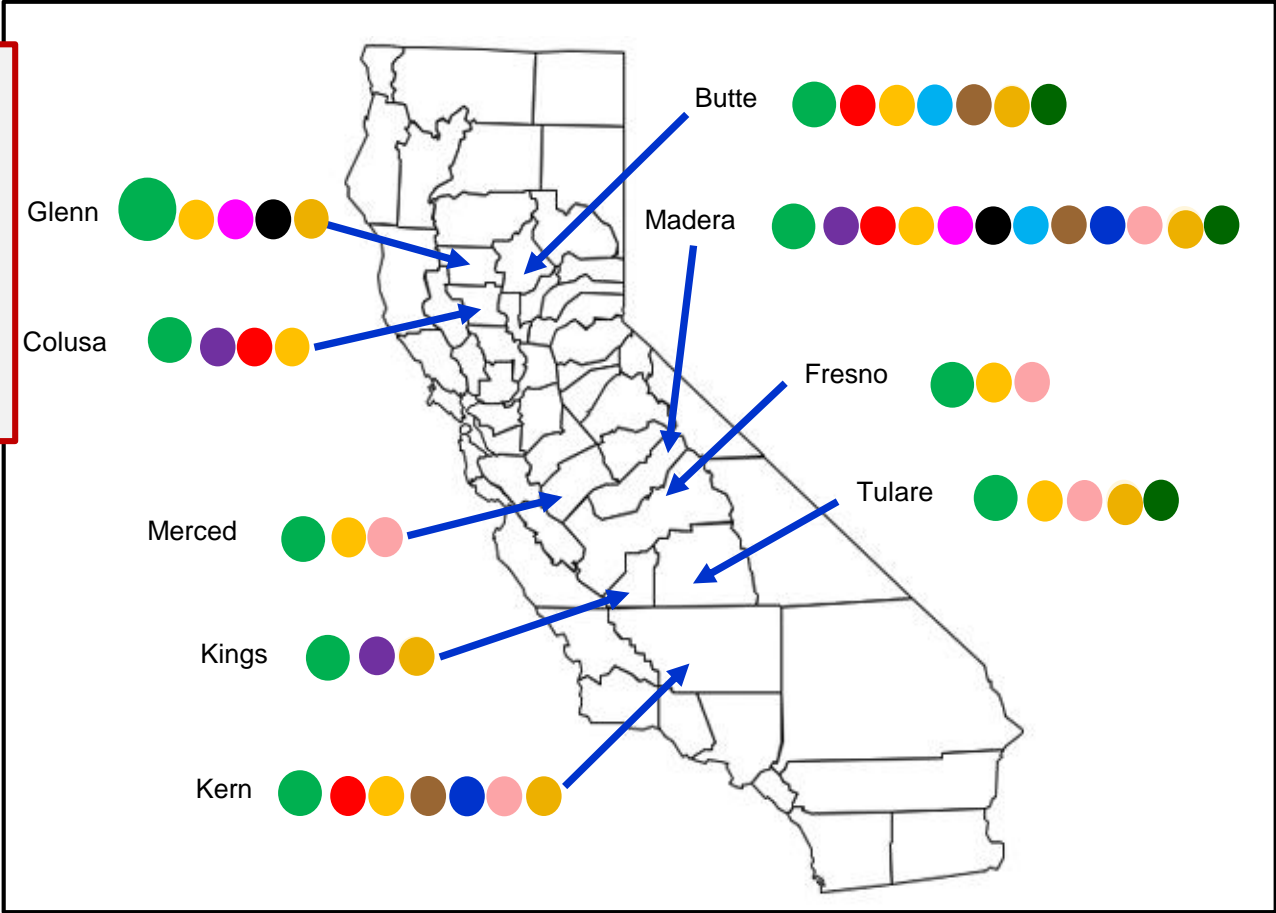 Butte
Glenn
Madera
Colusa
Fresno
Tulare
Merced
Kings
Kern